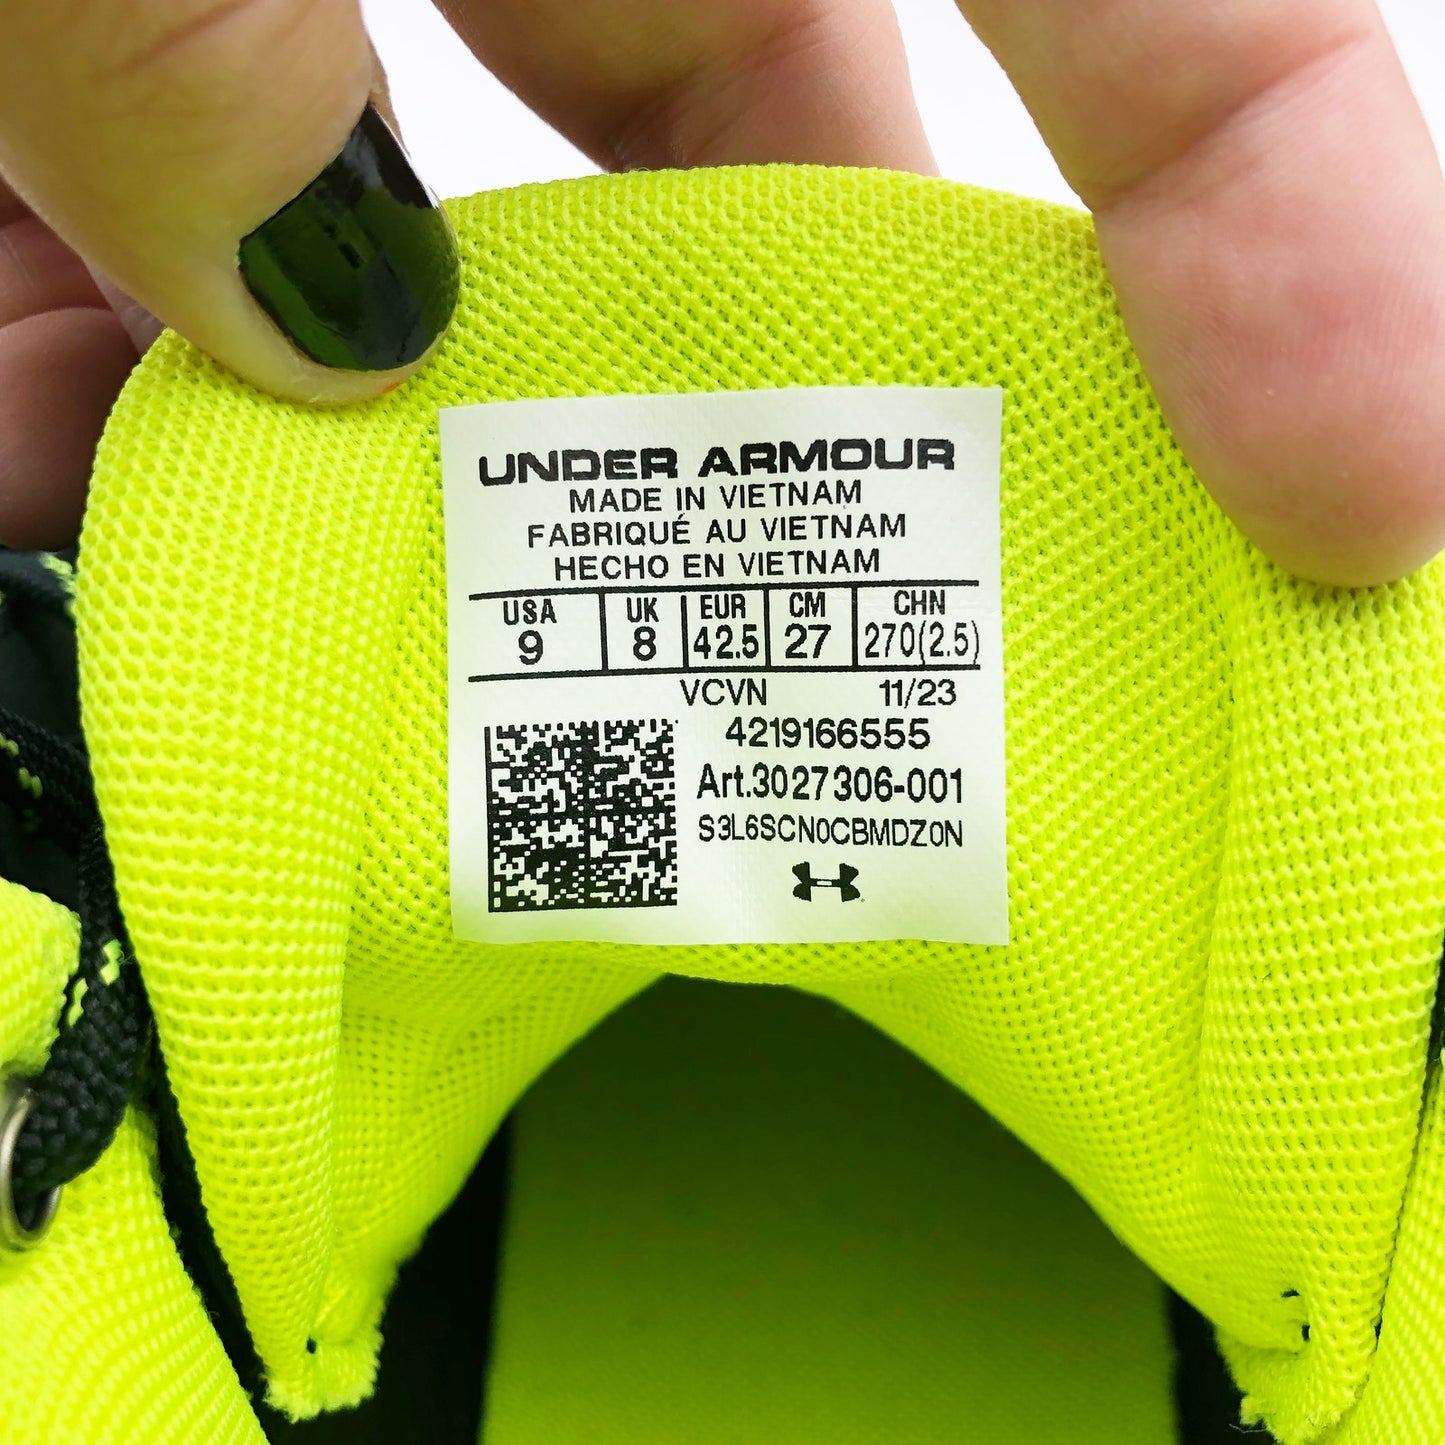 UNDER ARMOUR
MADE IN VIETNAM
FABRIQUÉ AU VIETNAM
HECHO EN VIETNAM
USA UK EUR CM CHN
9 8 42.5 27 270(2.5)
VCVN 11/23
4219166555
Art.3027306-001
S3L6SCN0CBMDZ0N